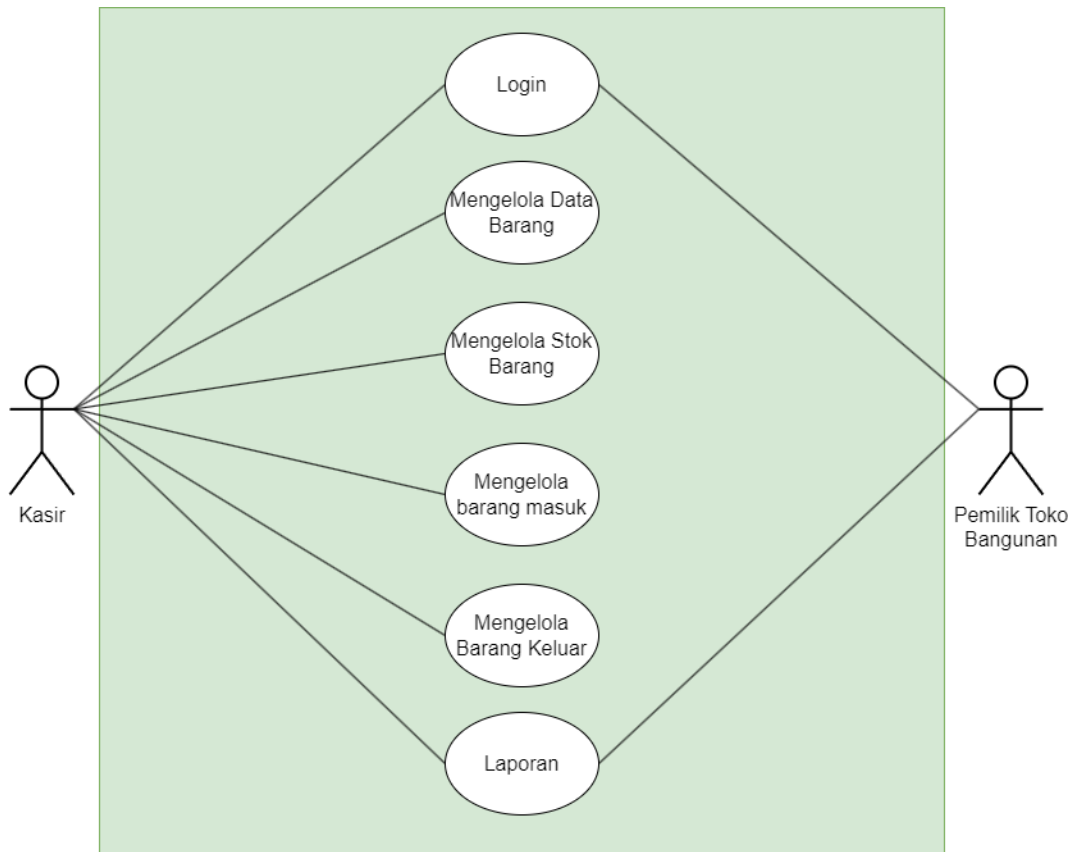 Login
Mengelola Data
Barang
Mengelola Stok
Barang
Mengelola
barang masuk
Mengelola
Barang Keluar
Laporan
Kasir
Pemilik Toko
Bangunan